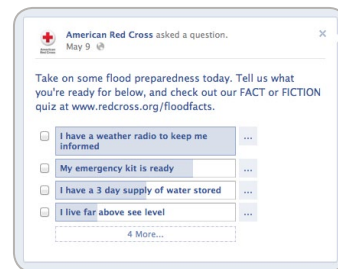 American Red Cross asked a question.
May 9
Take on some flood preparedness today. Tell us what
you're ready for below, and check out our FACT or FICTION
quiz at www.redcross.org/floodfacts.
I have a weather radio to keep me
informed
...
My emergency kit is ready
...
I have a 3 day supply of water stored
...
I live far above see level
...
4 More...